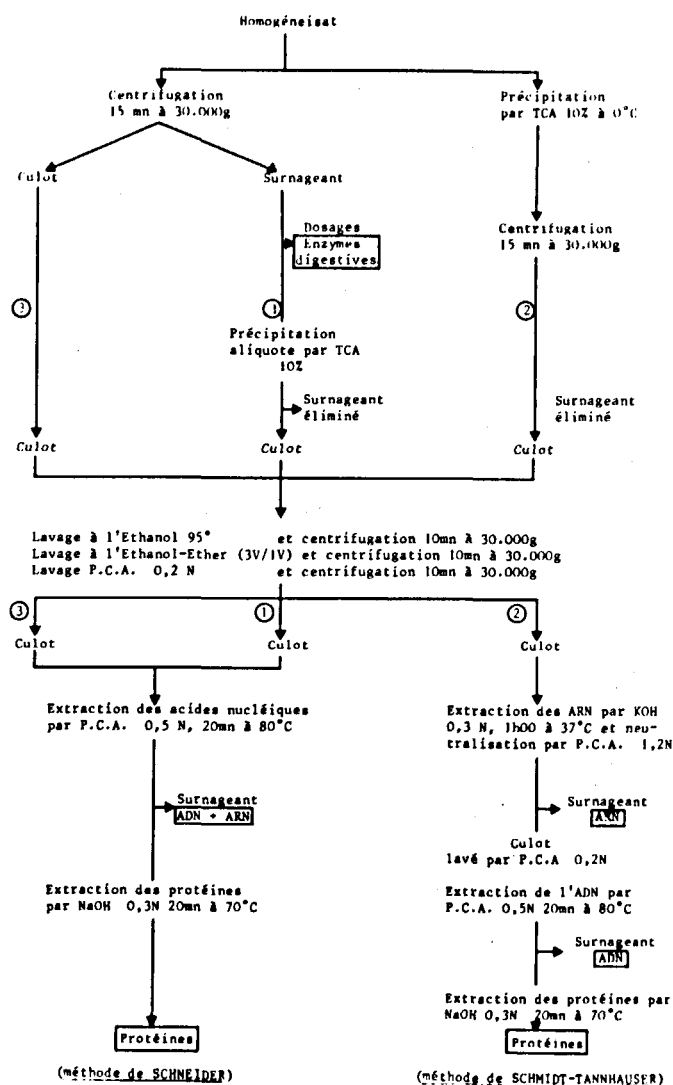 Homogéneisat
Centrifugation
15 mn à 30.000g
Précipitation
par TCA 10% à 0°C
Culot
Surnageant
Dosages
Enzymes
digestives
Centrifugation
15 mn à 30.000g
3
1
2
Précipitation
aliquote par TCA
10%
Surnageant
éliminé
Surnageant
éliminé
Culot
Culot
Culot
Lavage à l'Ethanol 95° et centrifugation 10mn à 30.000g
Lavage à l'Ethanol-Ether (3V/1V) et centrifugation 10mn à 30.000g
Lavage P.C.A. 0,2 N et centrifugation 10mn à 30.000g
3
1
2
Culot
Culot
Culot
Extraction des acides nucléiques
par P.C.A. 0,5 N, 20mn à 80°C
Extraction des ARN par KOH
0,3 N, 1h00 à 37°C et neu-
tralisation par P.C.A. 1,2N
Surnageant
ADN + ARN
Surnageant
ARN
Culot
lavé par P.C.A 0,2N
Extraction des protéines
par NaOH 0,3N 20mn à 70°C
Extraction de l'ADN par
P.C.A. 0,5N 20mn à 80°C
Surnageant
ADN
Extraction des protéines par
NaOH 0,3N 20mn à 70°C
Protéines
Protéines
(méthode de SCHNEIDER)
(méthode de SCHMIDT-TANNHAUSER)